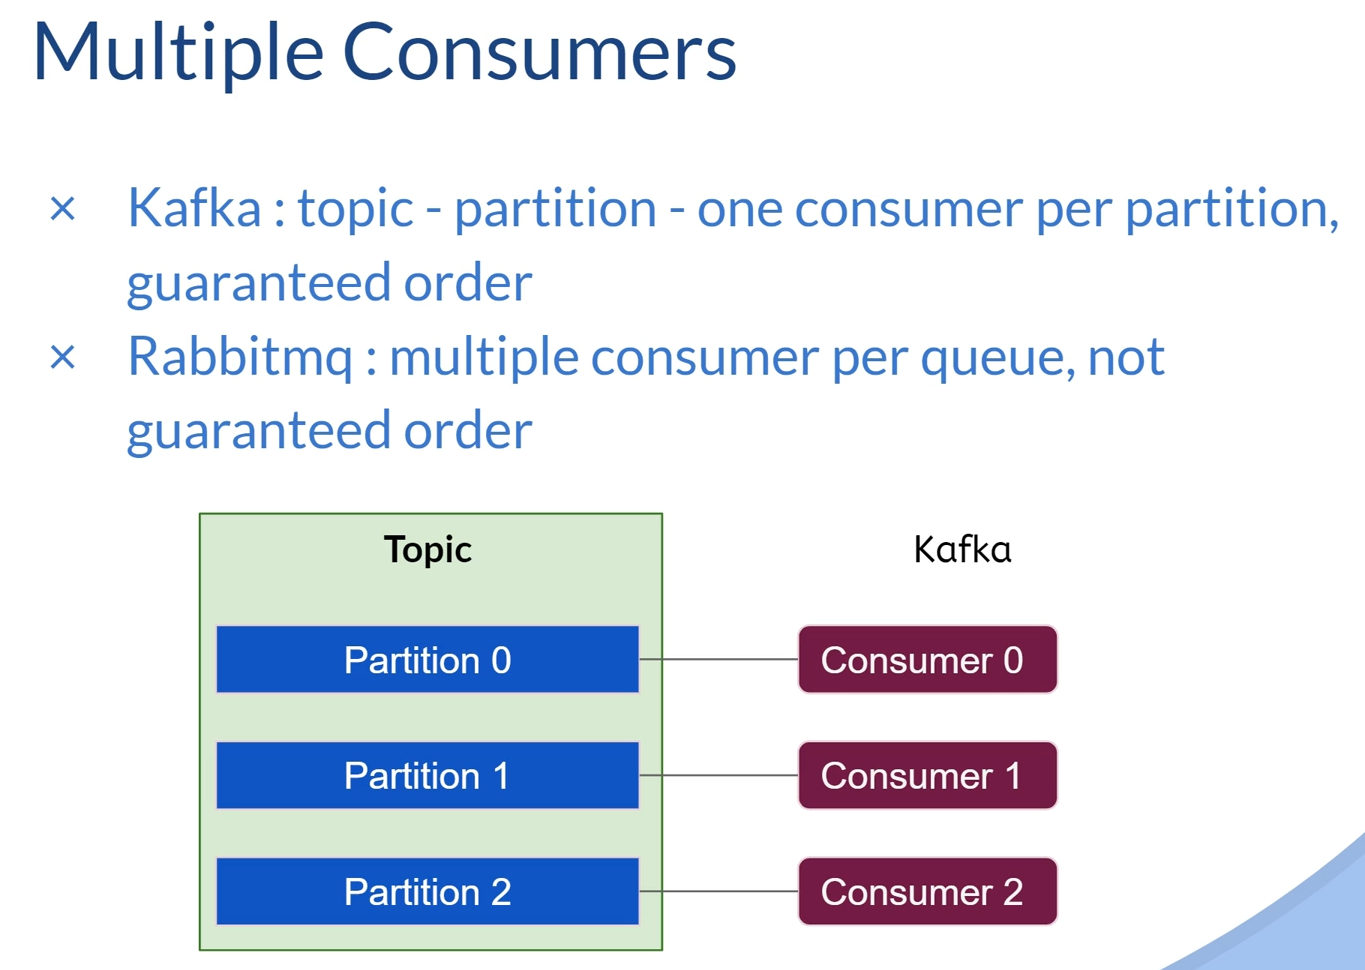 Multiple Consumers
× Kafka : topic - partition - one consumer per partition,
guaranteed order
× Rabbitmq : multiple consumer per queue, not
guaranteed order
Topic
Kafka
Partition 0
Consumer 0
Partition 1
Consumer 1
Partition 2
Consumer 2